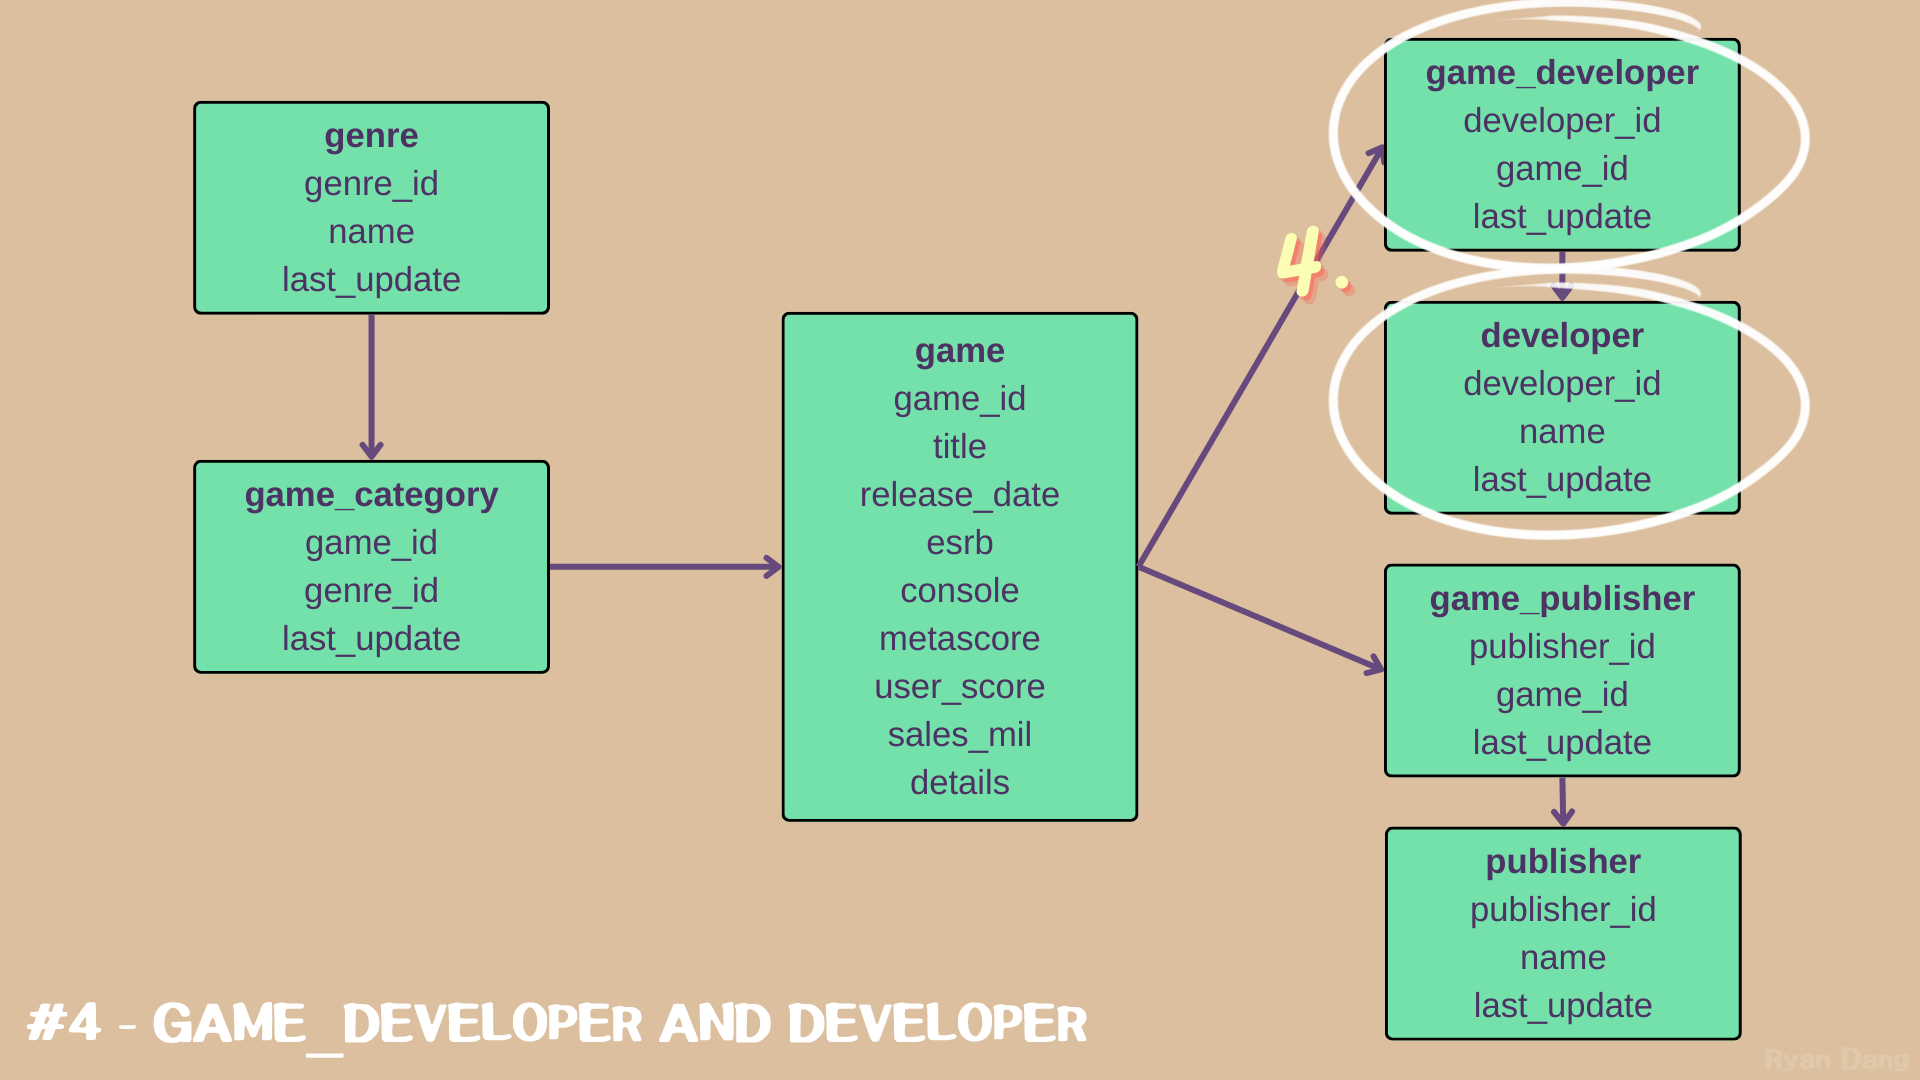 genre
genre_id
name
last_update
game_category
game_id
genre_id
last_update
game
game_id
title
release_date
esrb
console
metascore
user_score
sales_mil
details
4.
game_developer
developer_id
game_id
last_update
developer
developer_id
name
last_update
game_publisher
publisher_id
game_id
last_update
publisher
publisher_id
name
last_update
#4 - GAME_DEVELOPER AND DEVELOPER
Ryan Dang